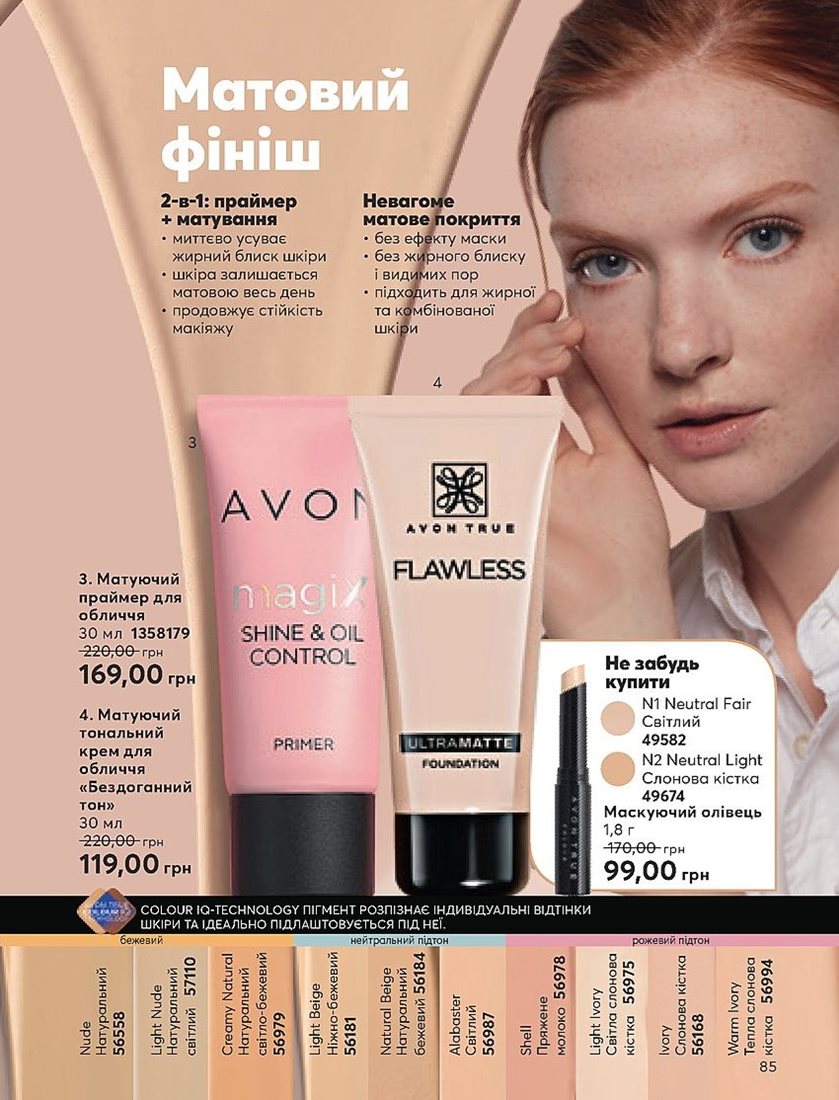 Матовий
фініш
2-в-1: праймер
+ матування
• миттєво усуває
жирний блиск шкіри
• шкіра залишається
матовою весь день
• продовжує стійкість
макіяжу
Невагоме
матове покриття
• без ефекту маски
• без жирного блиску
і видимих пор
• підходить для жирної
та комбінованої
шкіри
4
3
AVON
magix
SHINE & OIL
CONTROL
PRIMER
AVON TRUE
FLAWLESS
ULTRAMATTE
FOUNDATION
3. Матуючий
праймер для
обличчя
30 мл 1358179
220,00 грн
169,00 грн
4. Матуючий
тональний
крем для
обличчя
«Бездоганний
тон»
30 мл
220,00 грн
119,00 грн
Не забудь
купити
N1 Neutral Fair
Світлий
49582
N2 Neutral Light
Слонова кістка
49674
Маскуючий олівець
1,8 г
170,00 грн
99,00 грн
AVON TRUE
COLOUR IQ-TECHNOLOGY ПІГМЕНТ РОЗПІЗНАЄ ІНДИВІДУАЛЬНІ ВІДТІНКИ
ШКІРИ ТА ІДЕАЛЬНО ПІДЛАШТОВУЄТЬСЯ ПІД НЕЇ.
бежевий
нейтральний підтон
рожевий підтон
Nude
Натуральний
56558
Light Nude
Натуральний
світлий 57110
Creamy Natural
Натуральний
світло-бежевий
56979
Light Beige
Ніжно-бежевий
56181
Natural Beige
Натуральний
бежевий 56184
Alabaster
Світлий
56987
Shell
Пряжене
молоко 56978
Light Ivory
Світла слонова
кістка 56975
Ivory
Слонова кістка
56168
Warm Ivory
Тепла слонова
кістка 56994
85